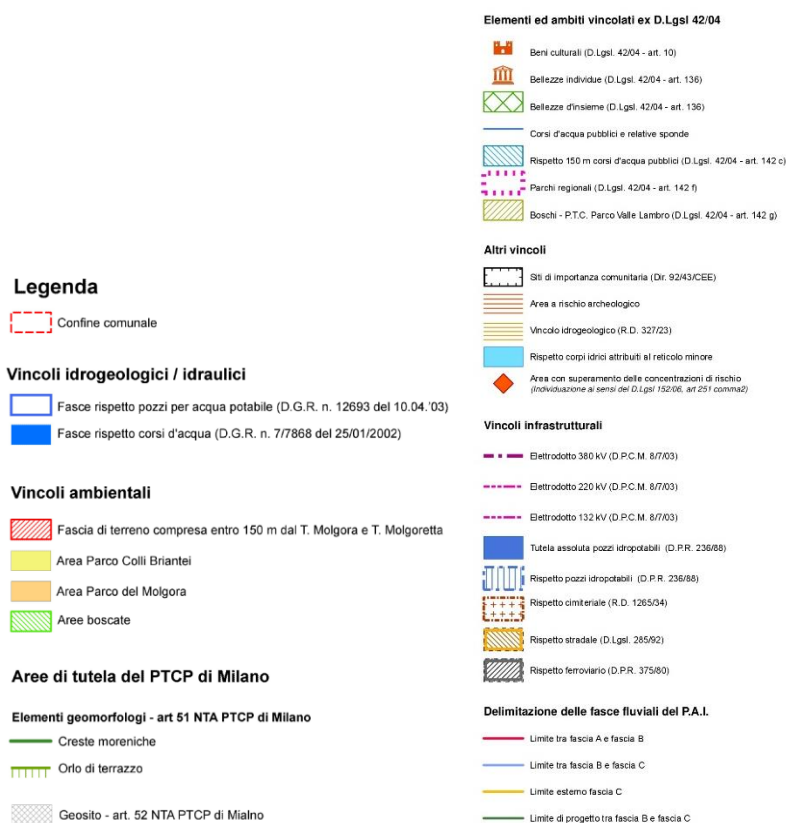 Legenda
Confine comunale
Vincoli idrogeologici / idraulici
Fasce rispetto pozzi per acqua potabile (D.G.R. n. 12693 del 10.04.'03)
Fasce rispetto corsi d'acqua (D.G.R. n. 7/7868 del 25/01/2002)
Vincoli ambientali
Fascia di terreno compresa entro 150 m dal T. Molgora e T. Molgoretta
Area Parco Colli Briantei
Area Parco del Molgora
Aree boscate
Aree di tutela del PTCP di Milano
Elementi geomorfologi - art 51 NTA PTCP di Milano
Creste moreniche
Orlo di terrazzo
Geosito - art. 52 NTA PTCP di Mialno
Elementi ed ambiti vincolati ex D.Lgsl 42/04
Beni culturali (D.Lgsl. 42/04 - art. 10)
Bellezze individue (D.Lgsl. 42/04 - art. 136)
Bellezze d'insieme (D.Lgsl. 42/04 - art. 136)
Corsi d'acqua pubblici e relative sponde
Rispetto 150 m corsi d'acqua pubblici (D.Lgsl. 42/04 - art. 142 c)
Parchi regionali (D.Lgsl. 42/04 - art. 142 f)
Boschi - P.T.C. Parco Valle Lambro (D.Lgsl. 42/04 - art. 142 g)
Altri vincoli
Siti di importanza comunitaria (Dir. 92/43/CEE)
Area a rischio archeologico
Vincolo idrogeologico (R.D. 327/23)
Rispetto corpi idrici attribuiti al reticolo minore
Area con superamento delle concentrazioni di rischio
(Individuazione ai sensi del D.Lgsl 152/06, art 251 comma2)
Vincoli infrastrutturali
Elettrodotto 380 kV (D.P.C.M. 8/7/03)
Elettrodotto 220 kV (D.P.C.M. 8/7/03)
Elettrodotto 132 kV (D.P.C.M. 8/7/03)
Tutela assoluta pozzi idropotabili (D.P.R. 236/88)
Rispetto pozzi idropotabili (D.P.R. 236/88)
Rispetto cimiteriale (R.D. 1265/34)
Rispetto stradale (D.Lgsl. 285/92)
Rispetto ferroviario (D.P.R. 375/80)
Delimitazione delle fasce fluviali del P.A.I.
Limite tra fascia A e fascia B
Limite tra fascia B e fascia C
Limite esterno fascia C
Limite di progetto tra fascia B e fascia C